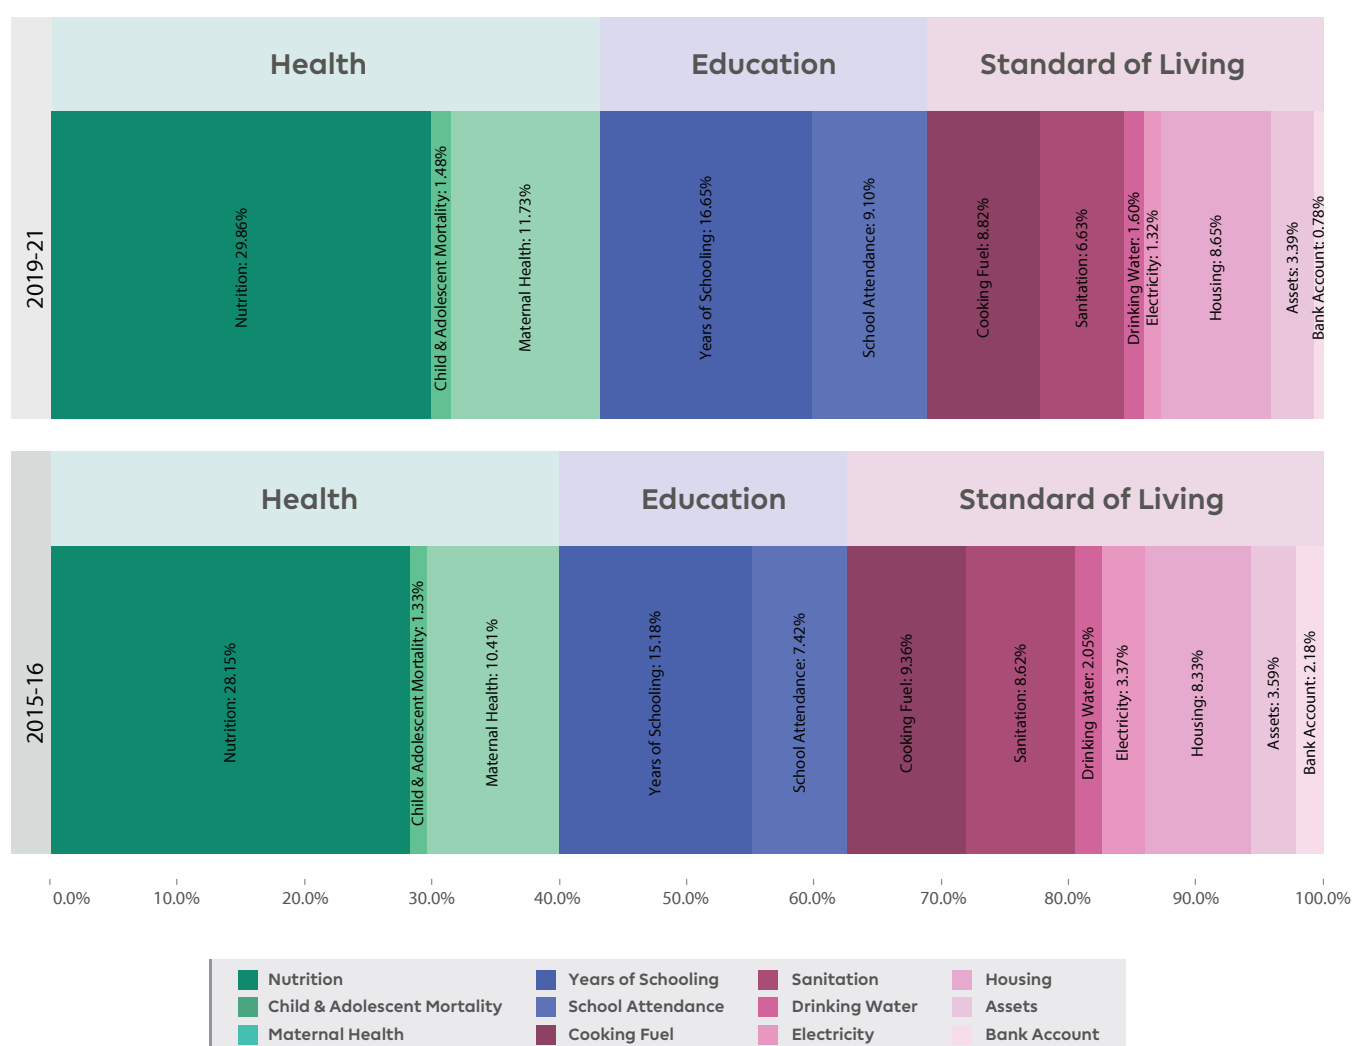 Health
Education
Standard of Living
2019-21
Nutrition: 29.86%
Child & Adolescent Mortality: 1.48%
Maternal Health: 11.73%
Years of Schooling: 16.65%
School Attendance: 9.10%
Cooking Fuel: 8.82%
Sanitation: 6.63%
Drinking Water: 1.60%
Electricity: 1.32%
Housing: 8.65%
Assets: 3.39%
Bank Account: 0.78%
Health
Education
Standard of Living
2015-16
Nutrition: 28.15%
Child & Adolescent Mortality: 1.33%
Maternal Health: 10.41%
Years of Schooling: 15.18%
School Attendance: 7.42%
Cooking Fuel: 9.36%
Sanitation: 8.62%
Drinking Water: 2.05%
Electricity: 3.37%
Housing: 8.33%
Assets: 3.59%
Bank Account: 2.18%
0.0%
10.0%
20.0%
30.0%
40.0%
50.0%
60.0%
70.0%
80.0%
90.0%
100.0%
Nutrition
Child & Adolescent Mortality
Maternal Health
Years of Schooling
School Attendance
Cooking Fuel
Sanitation
Drinking Water
Electricity
Housing
Assets
Bank Account